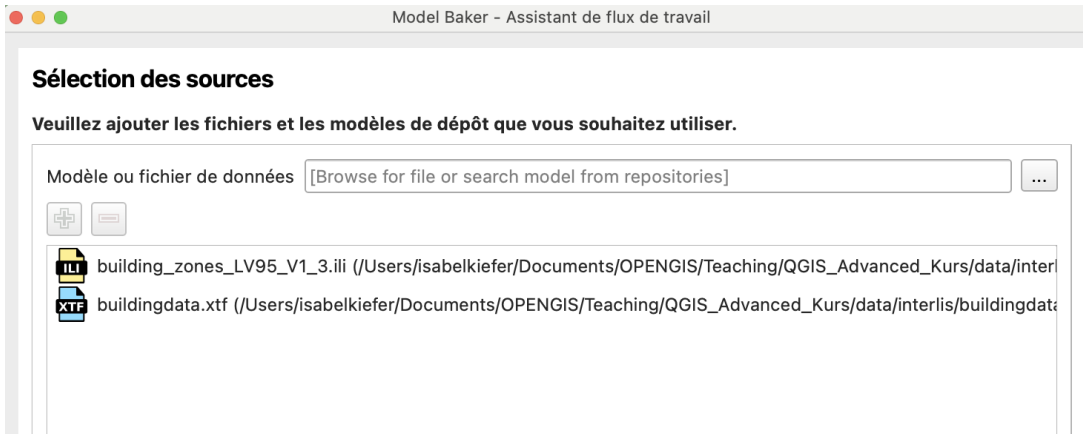 Model Baker - Assistant de flux de travail
Sélection des sources
Veuillez ajouter les fichiers et les modèles de dépôt que vous souhaitez utiliser.
Modèle ou fichier de données [Browse for file or search model from repositories] ...
ILI building_zones_LV95_V1_3.ili (/Users/isabelkiefer/Documents/OPENGIS/Teaching/QGIS_Advanced_Kurs/data/interl
XTF buildingdata.xtf (/Users/isabelkiefer/Documents/OPENGIS/Teaching/QGIS_Advanced_Kurs/data/interlis/buildingdata